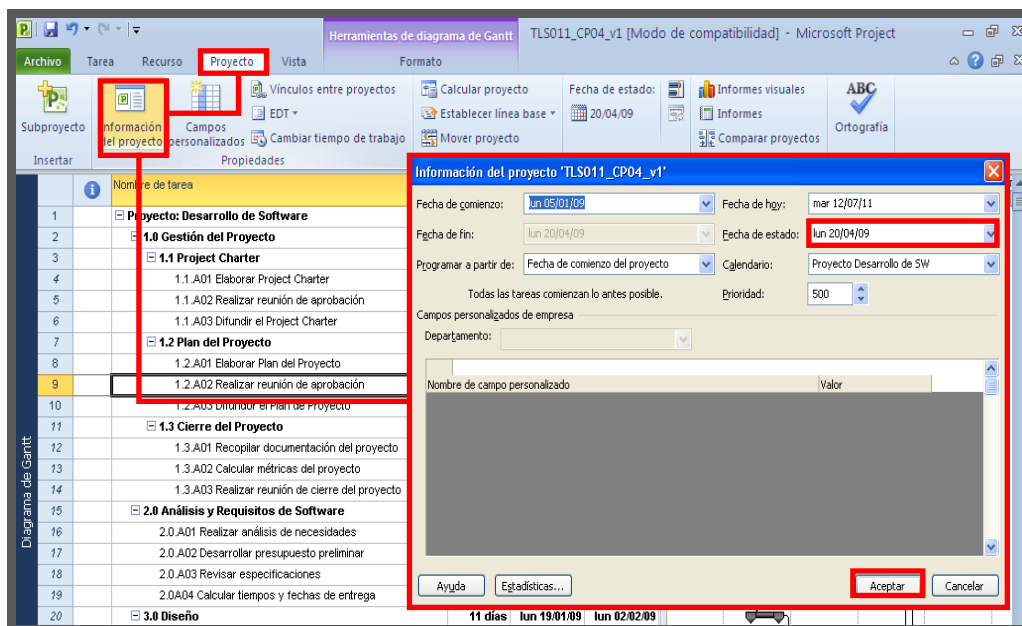 Herramientas de diagrama de Gantt
TLS011_CP04_v1 [Modo de compatibilidad] - Microsoft Project
Archivo Tarea Recurso Proyecto Vista Formato
Subproyecto
Información del proyecto
Campos personalizados
Vínculos entre proyectos
EDT
Cambiar tiempo de trabajo
Calcular proyecto
Establecer línea base
Mover proyecto
Fecha de estado:
20/04/09
Informes visuales
Informes
Comparar proyectos
ABC
Ortografía
Insertar
Propiedades
Nombre de tarea
1 Proyecto: Desarrollo de Software
2 1.0 Gestión del Proyecto
3 1.1 Project Charter
4 1.1.A01 Elaborar Project Charter
5 1.1.A02 Realizar reunión de aprobación
6 1.1.A03 Difundir el Project Charter
7 1.2 Plan del Proyecto
8 1.2.A01 Elaborar Plan del Proyecto
9 1.2.A02 Realizar reunión de aprobación
10 1.2.A03 Difundor el Plan de Proyecto
11 1.3 Cierre del Proyecto
12 1.3.A01 Recopilar documentación del proyecto
13 1.3.A02 Calcular métricas del proyecto
14 1.3.A03 Realizar reunión de cierre del proyecto
15 2.0 Análisis y Requisitos de Software
16 2.0.A01 Realizar análisis de necesidades
17 2.0.A02 Desarrollar presupuesto preliminar
18 2.0.A03 Revisar especificaciones
19 2.0A04 Calcular tiempos y fechas de entrega
20 3.0 Diseño 11 días lun 19/01/09 lun 02/02/09
Diagrama de Gantt
Información del proyecto 'TLS011_CP04_v1'
Fecha de comienzo: lun 05/01/09 Fecha de hoy: mar 12/07/11
Fecha de fin: lun 20/04/09 Fecha de estado: lun 20/04/09
Programar a partir de: Fecha de comienzo del proyecto Calendario: Proyecto Desarrollo de SW
Todas las tareas comienzan lo antes posible. Prioridad: 500
Campos personalizados de empresa
Departamento:
Nombre de campo personalizado Valor
Ayuda Estadísticas... Aceptar Cancelar